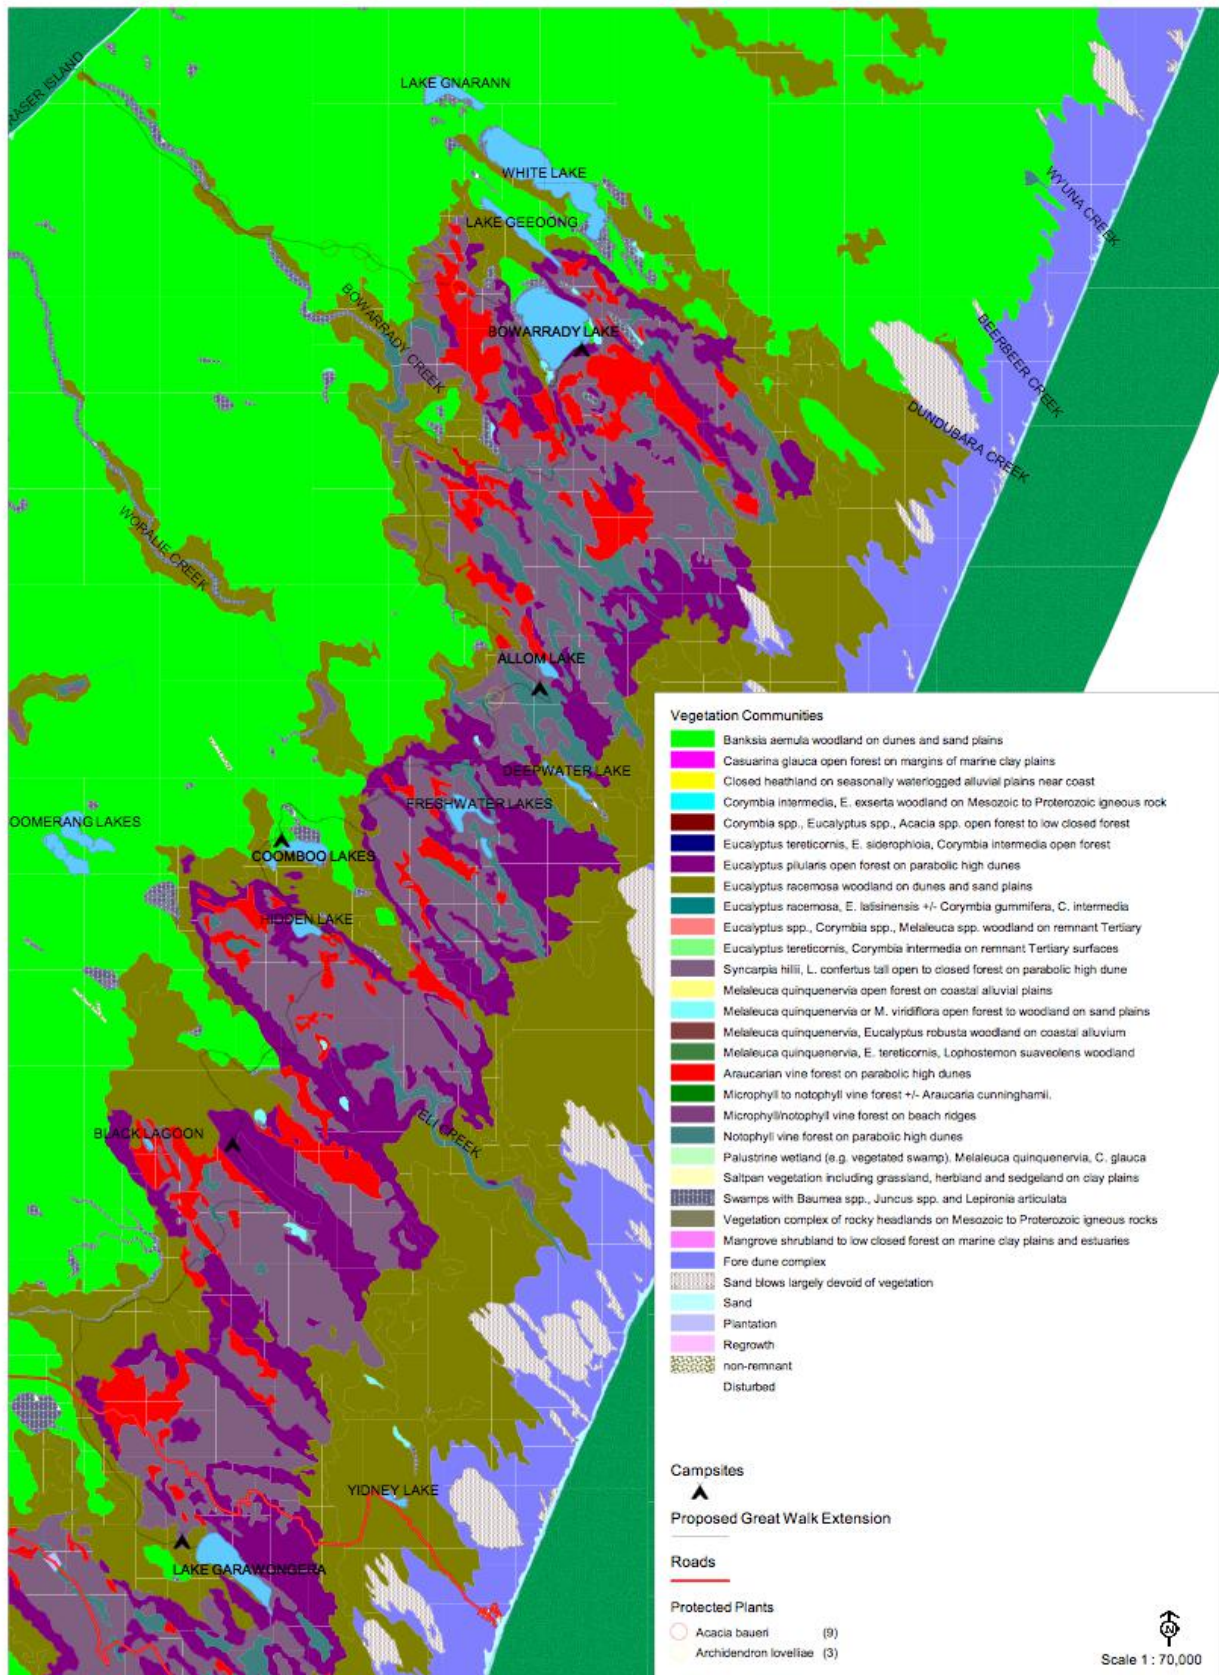 RASER ISLAND
LAKE GNARANN
WHITE LAKE
LAKE GEEOONG
WYUNA CREEK
BOWARRADY CREEK
BOWARRADY LAKE
BEERBEER CREEK
DUNDUBARA CREEK
WORALIE CREEK
ALLOM LAKE
DEEPWATER LAKE
FRESHWATER LAKES
OOMERANG LAKES
COOMBOO LAKES
HIDDEN LAKE
ELI CREEK
BLACK LAGOON
YIDNEY LAKE
LAKE GARAWONGERA
Vegetation Communities
Banksia aemula woodland on dunes and sand plains
Casuarina glauca open forest on margins of marine clay plains
Closed heathland on seasonally waterlogged alluvial plains near coast
Corymbia intermedia, E. exserta woodland on Mesozoic to Proterozoic igneous rock
Corymbia spp., Eucalyptus spp., Acacia spp. open forest to low closed forest
Eucalyptus tereticornis, E. siderophloia, Corymbia intermedia open forest
Eucalyptus pilularis open forest on parabolic high dunes
Eucalyptus racemosa woodland on dunes and sand plains
Eucalyptus racemosa, E. latisinensis +/- Corymbia gummifera, C. intermedia
Eucalyptus spp., Corymbia spp., Melaleuca spp. woodland on remnant Tertiary
Eucalyptus tereticornis, Corymbia intermedia on remnant Tertiary surfaces
Syncarpia hillii, L. confertus tall open to closed forest on parabolic high dune
Melaleuca quinquenervia open forest on coastal alluvial plains
Melaleuca quinquenervia or M. viridiflora open forest to woodland on sand plains
Melaleuca quinquenervia, Eucalyptus robusta woodland on coastal alluvium
Melaleuca quinquenervia, E. tereticornis, Lophostemon suaveolens woodland
Araucarian vine forest on parabolic high dunes
Microphyll to notophyll vine forest +/- Araucaria cunninghamii.
Microphyll/notophyll vine forest on beach ridges
Notophyll vine forest on parabolic high dunes
Palustrine wetland (e.g. vegetated swamp). Melaleuca quinquenervia, C. glauca
Saltpan vegetation including grassland, herbland and sedgeland on clay plains
Swamps with Baumea spp., Juncus spp. and Lepironia articulata
Vegetation complex of rocky headlands on Mesozoic to Proterozoic igneous rocks
Mangrove shrubland to low closed forest on marine clay plains and estuaries
Fore dune complex
Sand blows largely devoid of vegetation
Sand
Plantation
Regrowth
non-remnant
Disturbed
Campsites
Proposed Great Walk Extension
Roads
Protected Plants
Acacia baueri (9)
Archidendron lovelliae (3)
N
Scale 1 : 70,000